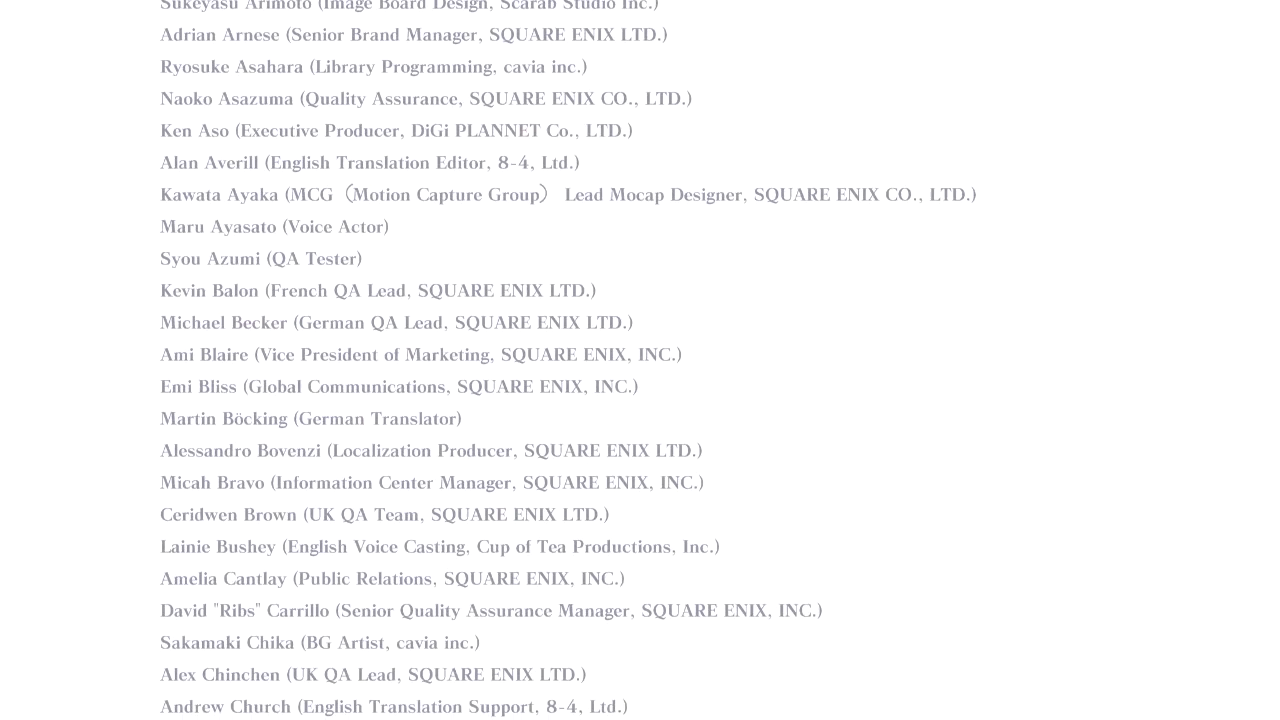 Sukeyasu Arimoto (Image Board Design, Scarab Studio Inc.)
Adrian Arnese (Senior Brand Manager, SQUARE ENIX LTD.)
Ryosuke Asahara (Library Programming, cavia inc.)
Naoko Asazuma (Quality Assurance, SQUARE ENIX CO., LTD.)
Ken Aso (Executive Producer, DiGi PLANNET Co., LTD.)
Alan Averill (English Translation Editor, 8-4, Ltd.)
Kawata Ayaka (MCG（Motion Capture Group） Lead Mocap Designer, SQUARE ENIX CO., LTD.)
Maru Ayasato (Voice Actor)
Syou Azumi (QA Tester)
Kevin Balon (French QA Lead, SQUARE ENIX LTD.)
Michael Becker (German QA Lead, SQUARE ENIX LTD.)
Ami Blaire (Vice President of Marketing, SQUARE ENIX, INC.)
Emi Bliss (Global Communications, SQUARE ENIX, INC.)
Martin Böcking (German Translator)
Alessandro Bovenzi (Localization Producer, SQUARE ENIX LTD.)
Micah Bravo (Information Center Manager, SQUARE ENIX, INC.)
Ceridwen Brown (UK QA Team, SQUARE ENIX LTD.)
Lainie Bushey (English Voice Casting, Cup of Tea Productions, Inc.)
Amelia Cantlay (Public Relations, SQUARE ENIX, INC.)
David "Ribs" Carrillo (Senior Quality Assurance Manager, SQUARE ENIX, INC.)
Sakamaki Chika (BG Artist, cavia inc.)
Alex Chinchen (UK QA Lead, SQUARE ENIX LTD.)
Andrew Church (English Translation Support, 8-4, Ltd.)